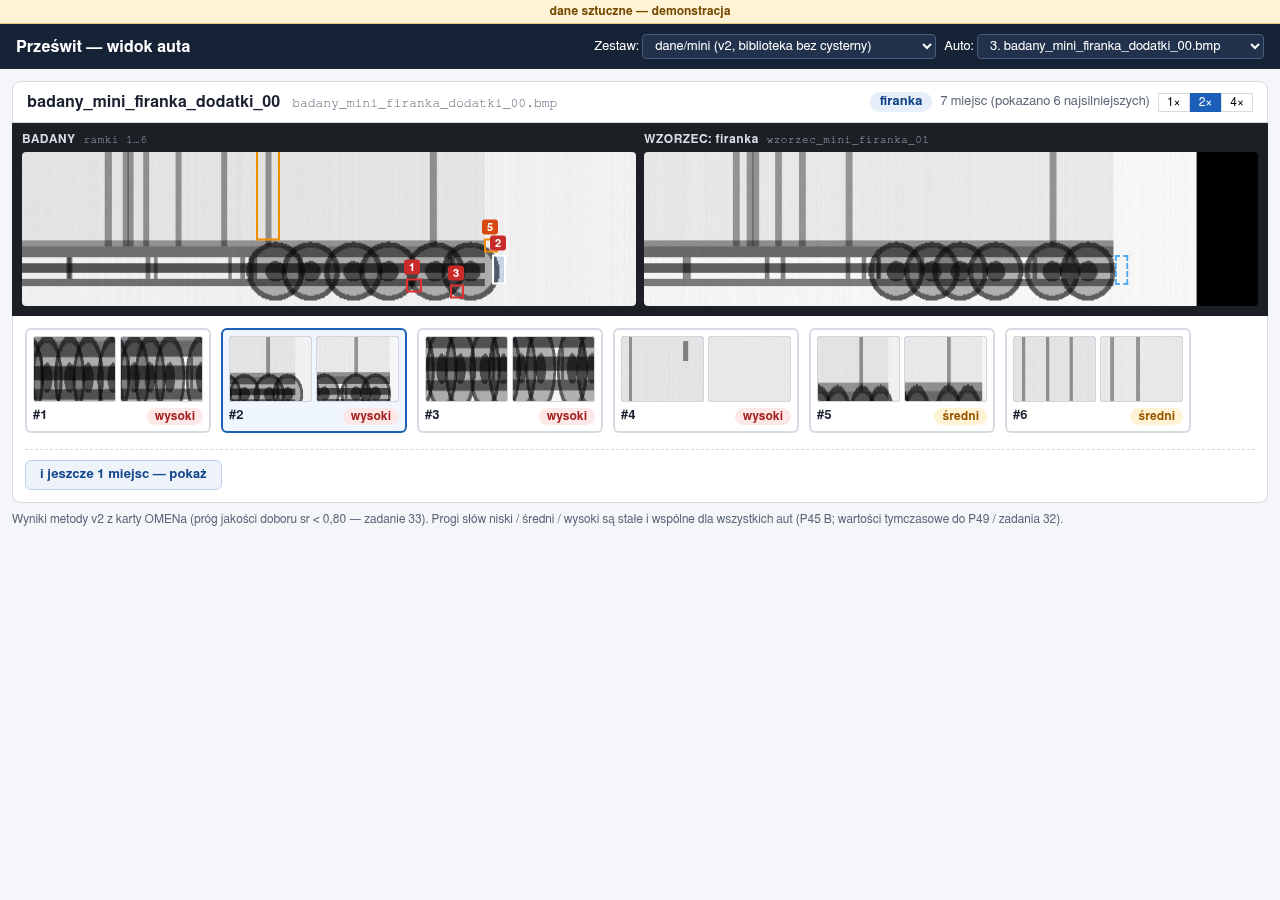 dane sztuczne — demonstracja
Prześwit — widok auta
Zestaw: dane/mini (v2, biblioteka bez cysterny) Auto: 3. badany_mini_firanka_dodatki_00.bmp
badany_mini_firanka_dodatki_00 badany_mini_firanka_dodatki_00.bmp firanka 7 miejsc (pokazano 6 najsilniejszych) 1× 2× 4×
BADANY ramki 1…6 WZORZEC: firanka wzorzec_mini_firanka_01
5
2
1
3
#1 wysoki #2 wysoki #3 wysoki #4 wysoki #5 średni #6 średni
i jeszcze 1 miejsc — pokaż
Wyniki metody v2 z karty OMENa (próg jakości doboru sr < 0,80 — zadanie 33). Progi słów niski / średni / wysoki są stałe i wspólne dla wszystkich aut (P45 B; wartości tymczasowe do P49 / zadania 32).